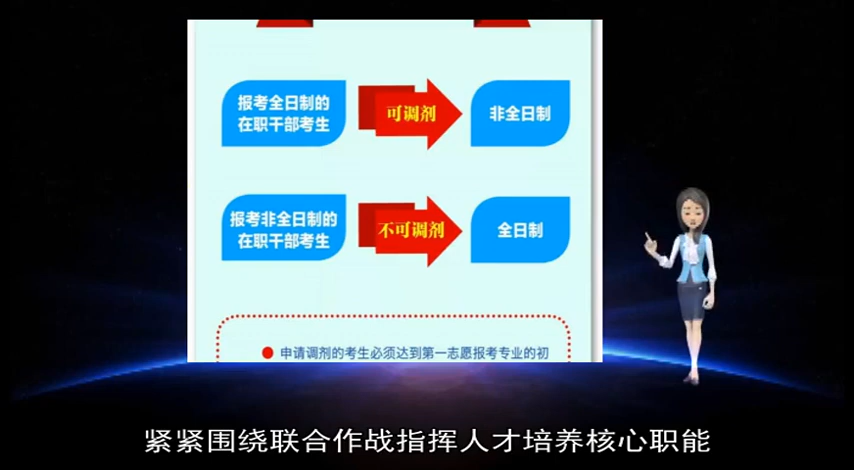 报考全日制的
在职干部考生
可调剂
非全日制
报考非全日制的
在职干部考生
不可调剂
全日制
申请调剂的考生必须达到第一志愿报考专业的初
紧紧围绕联合作战指挥人才培养核心职能